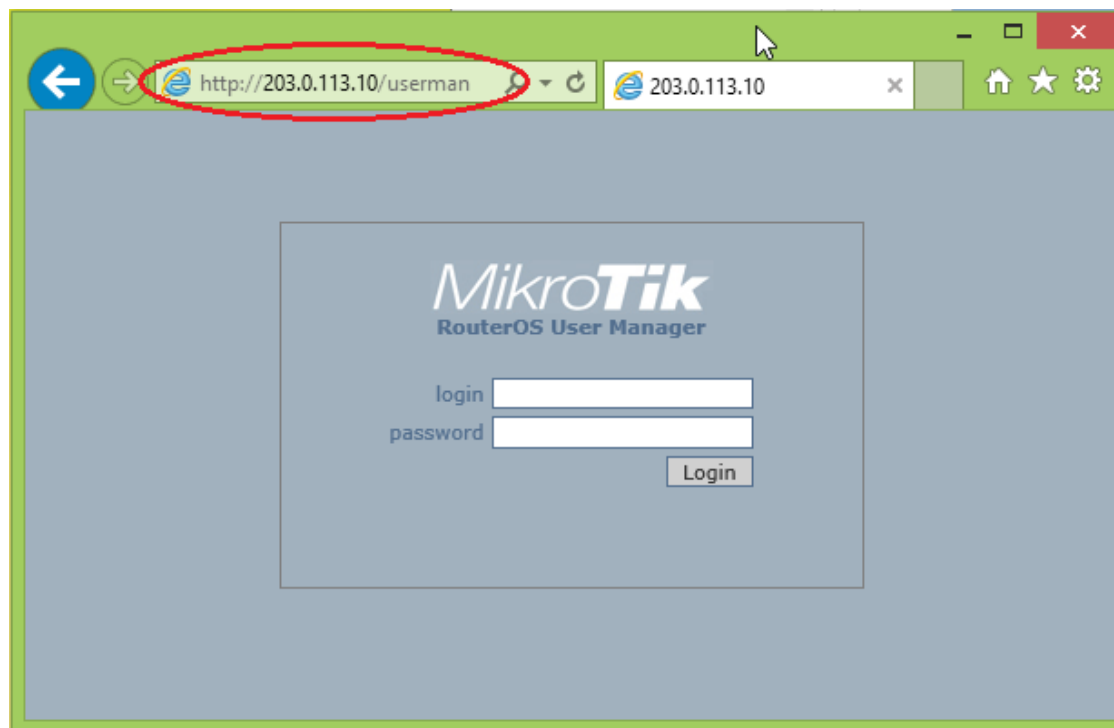 http://203.0.113.10/userman
203.0.113.10
MikroTik
RouterOS User Manager
login
password
Login